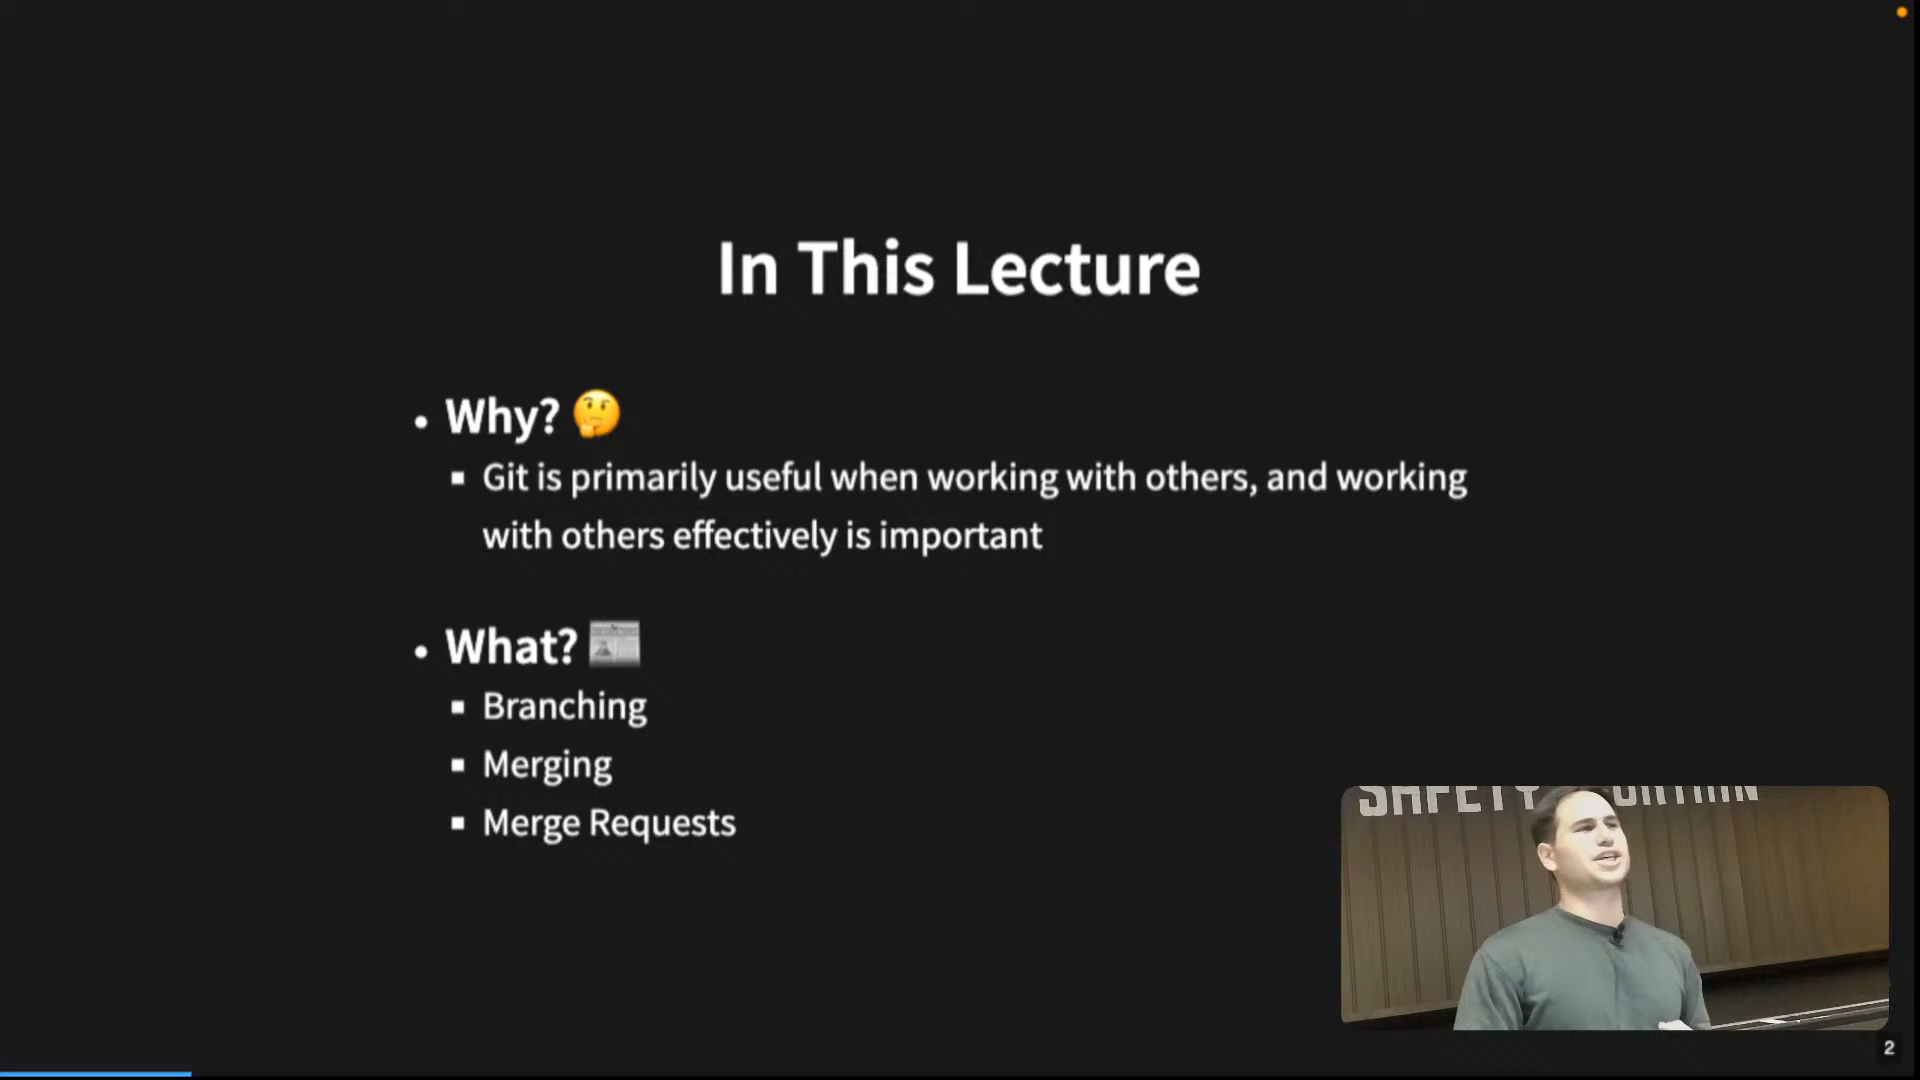 In This Lecture
• Why? 🤔
▪ Git is primarily useful when working with others, and working
with others effectively is important
• What? 📰
▪ Branching
▪ Merging
▪ Merge Requests
SAFETY
2